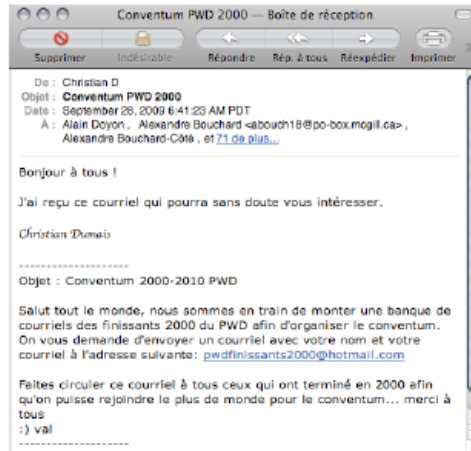 Conventum PWD 2000 — Boîte de réception
Supprimer Indésirable Répondre Rép. à tous Réexpédier Imprimer
De : Christian D
Objet : Conventum PWD 2000
Date : September 28, 2009 6:41:23 AM PDT
À : Alain Doyon , Alexandre Bouchard <abouch18@po-box.mcgill.ca> ,
Alexandre Bouchard-Côté , et 71 de plus...
Bonjour à tous !
J'ai reçu ce courriel qui pourra sans doute vous intéresser.
Christian Dumais
--------------------
Objet : Conventum 2000-2010 PWD
Salut tout le monde, nous sommes en train de monter une banque de
courriels des finissants 2000 du PWD afin d'organiser le conventum.
On vous demande d'envoyer un courriel avec votre nom et votre
courriel à l'adresse suivante: pwdfinissants2000@hotmail.com
Faites circuler ce courriel à tous ceux qui ont terminé en 2000 afin
qu'on puisse rejoindre le plus de monde pour le conventum... merci à
tous
:) val
--------------------